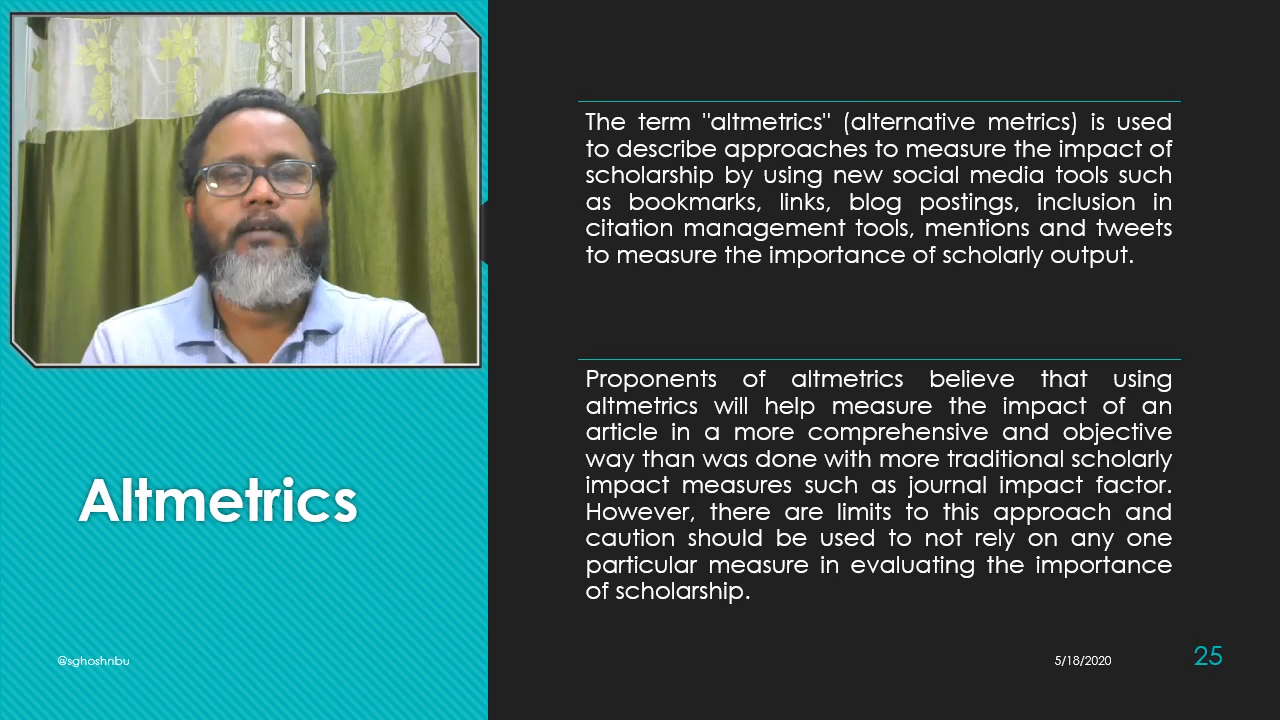 Altmetrics
The term "altmetrics" (alternative metrics) is used
to describe approaches to measure the impact of
scholarship by using new social media tools such
as bookmarks, links, blog postings, inclusion in
citation management tools, mentions and tweets
to measure the importance of scholarly output.
Proponents of altmetrics believe that using
altmetrics will help measure the impact of an
article in a more comprehensive and objective
way than was done with more traditional scholarly
impact measures such as journal impact factor.
However, there are limits to this approach and
caution should be used to not rely on any one
particular measure in evaluating the importance
of scholarship.
@sghoshnbu
5/18/2020
25